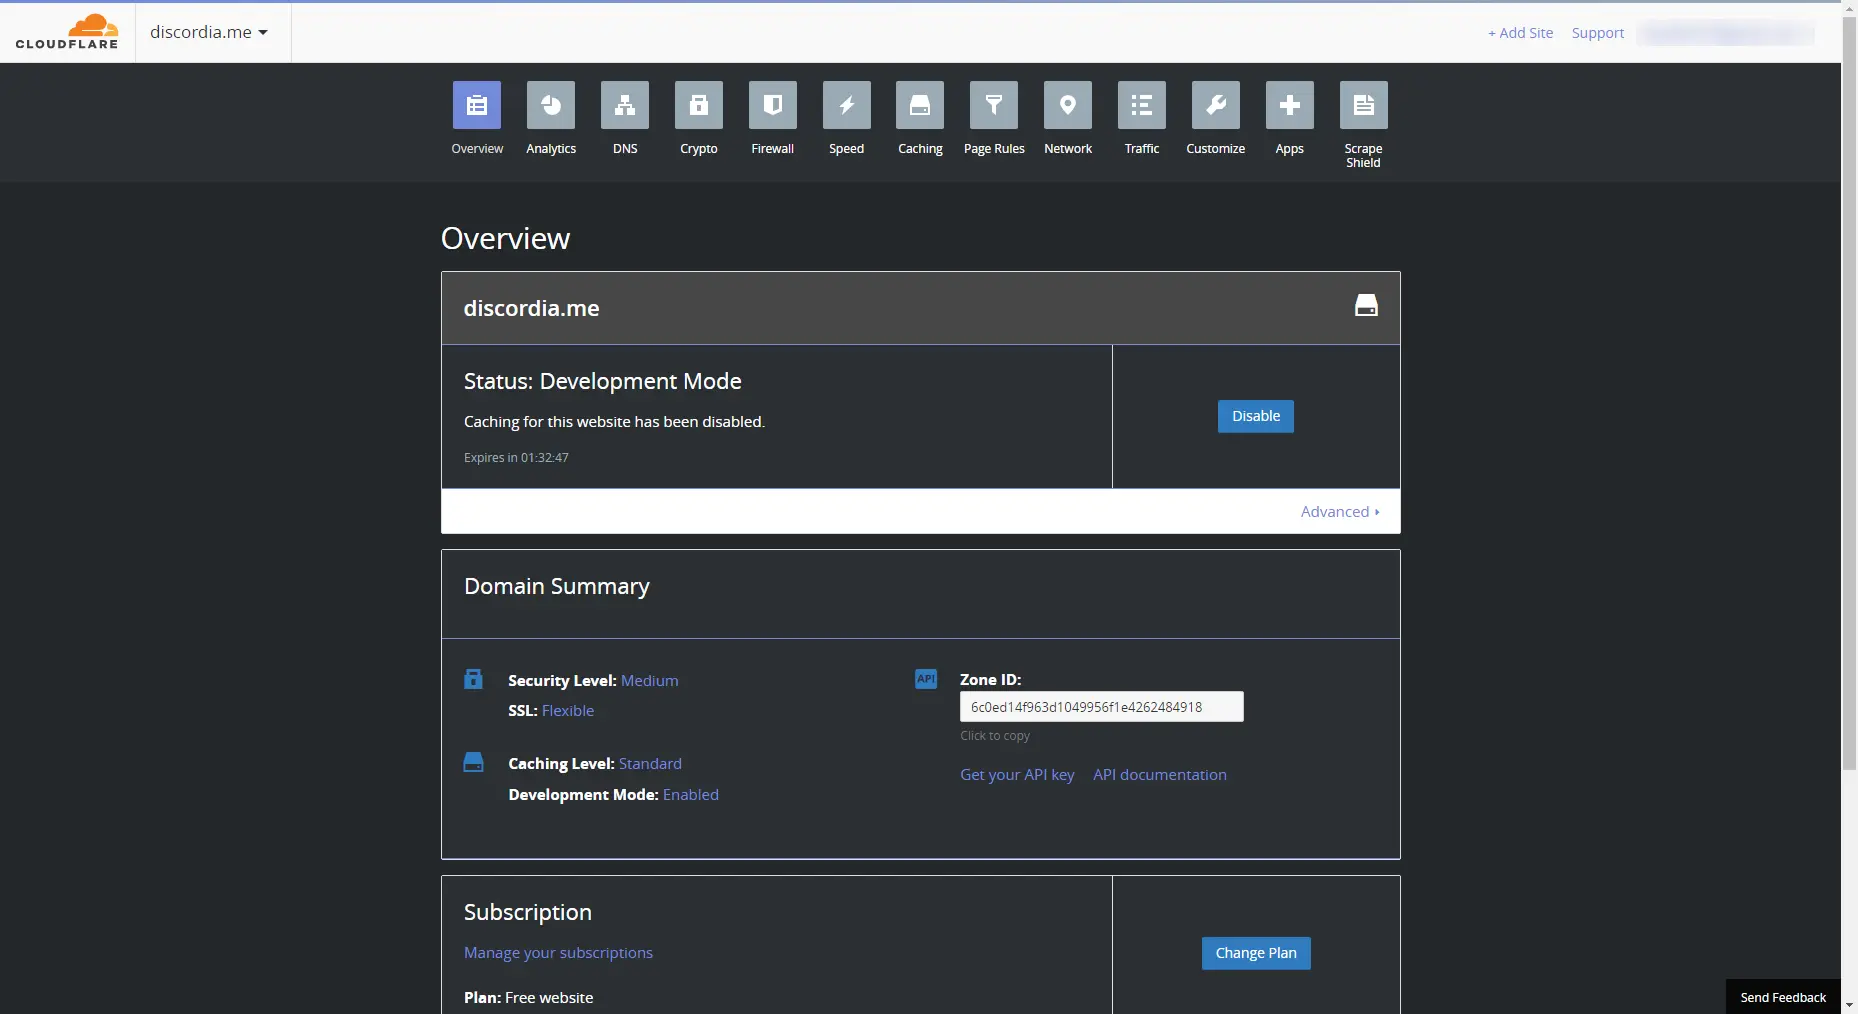 CLOUDFLARE
discordia.me
+ Add Site
Support
Overview
Analytics
DNS
Crypto
Firewall
Speed
Caching
Page Rules
Network
Traffic
Customize
Apps
Scrape
Shield
Overview
discordia.me
Status: Development Mode
Caching for this website has been disabled.
Expires in 01:32:47
Disable
Advanced
Domain Summary
Security Level: Medium
SSL: Flexible
Caching Level: Standard
Development Mode: Enabled
API
Zone ID:
6c0ed14f963d1049956f1e4262484918
Click to copy
Get your API key
API documentation
Subscription
Manage your subscriptions
Plan: Free website
Change Plan
Send Feedback